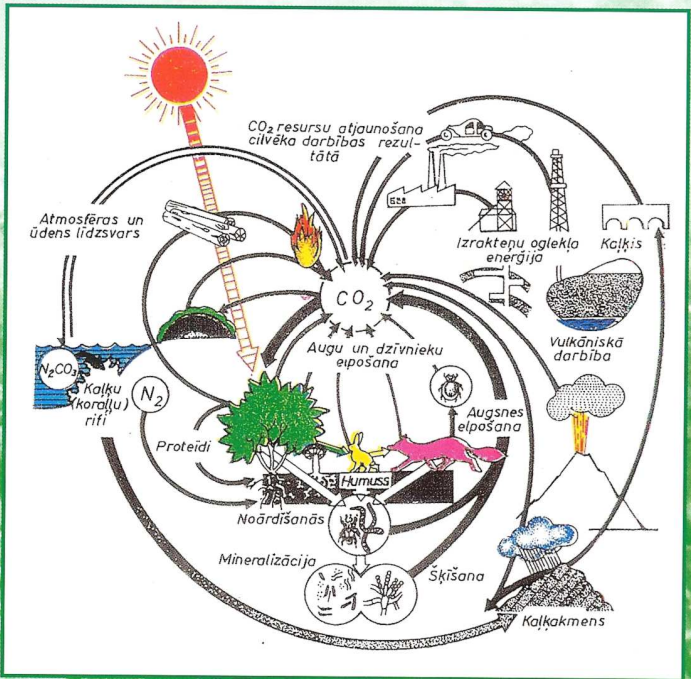 CO₂ resursu atjaunošana
cilvēka darbības rezul-
tātā
Atmosfēras un
ūdens līdzsvars
Izrakteņu oglekļa
enerģija
Kaļķis
CO₂
Vulkāniskā
darbība
Augu un dzīvnieku
elpošana
N₂CO₃
Kaļķu
(koraļļu)
rifi
N₂
Augsnes
elpošana
Proteīdi
Humuss
Noārdīšanās
Mineralizācija
Šķīšana
Kaļķakmens